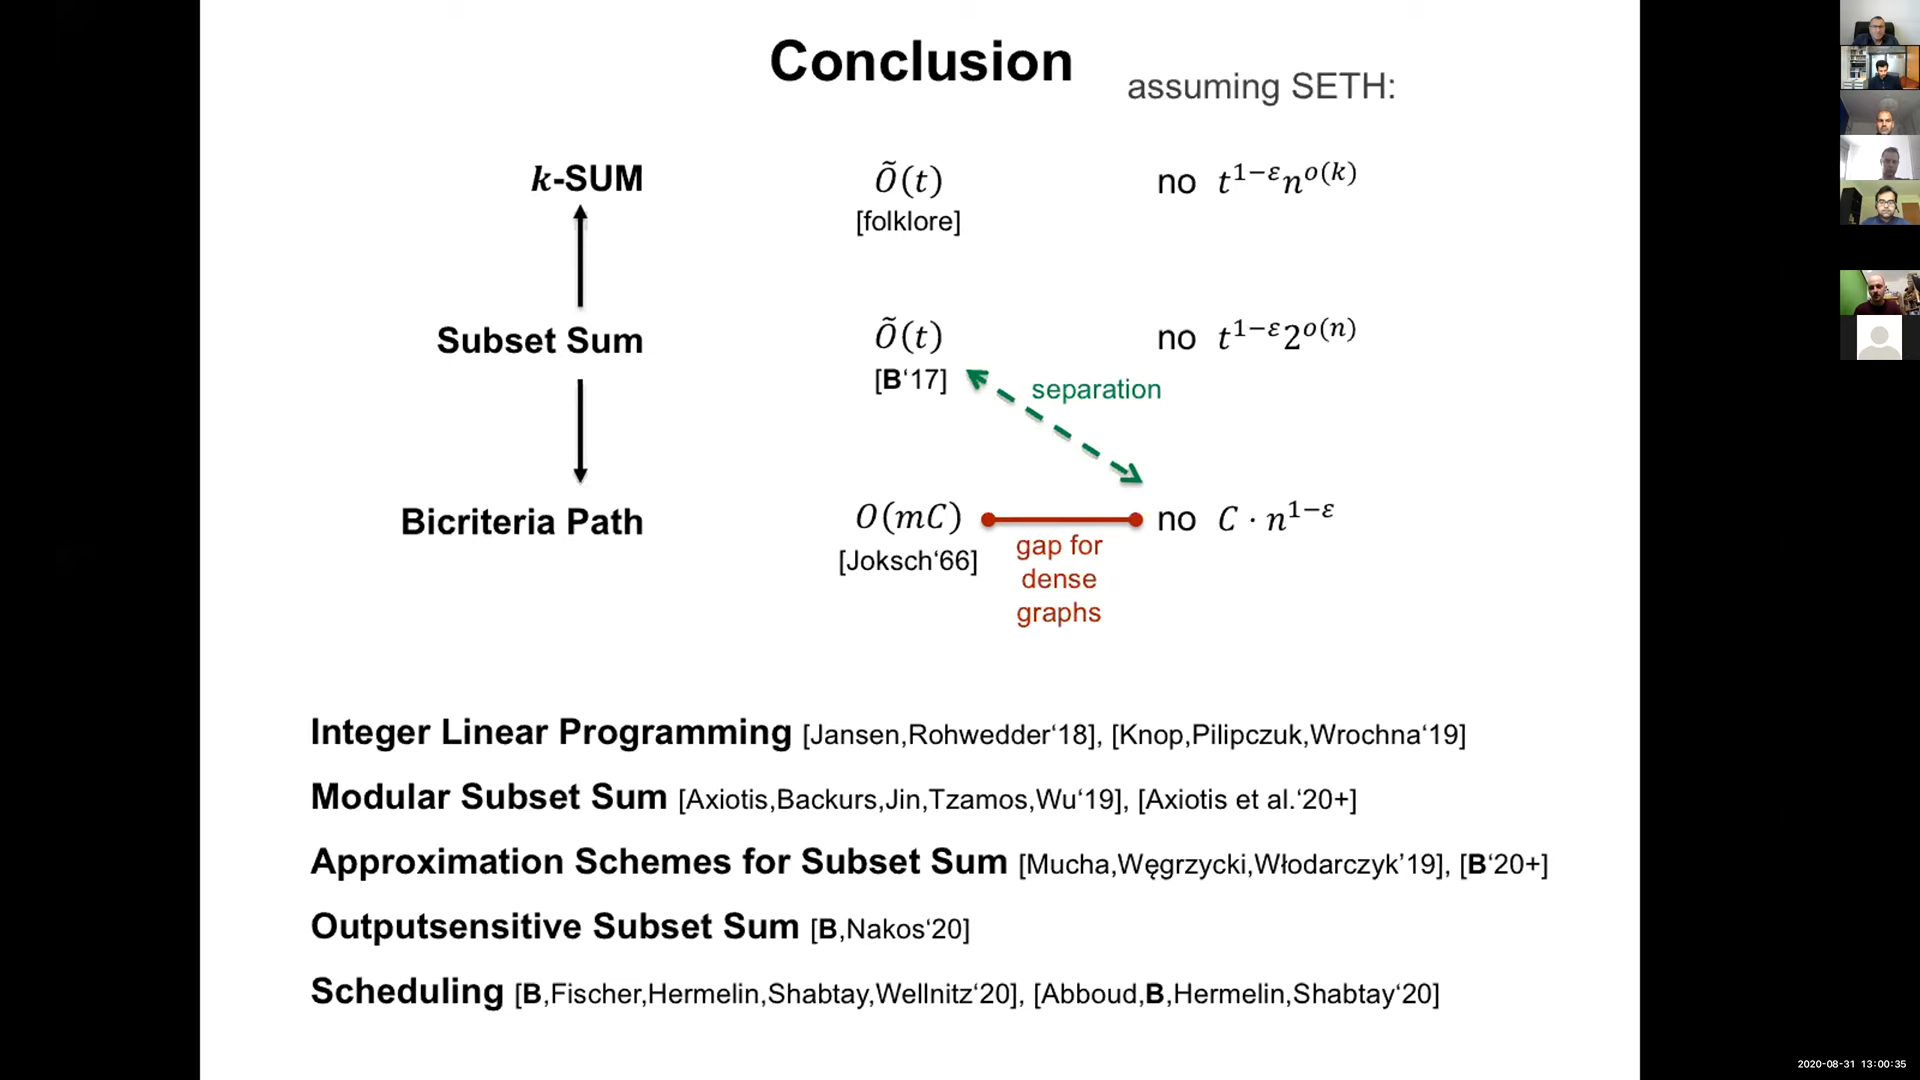 Conclusion
assuming SETH:
k-SUM
Õ(t)
no t^{1−ε}n^{o(k)}
[folklore]
Subset Sum
Õ(t)
no t^{1−ε}2^{o(n)}
[B‘17]
separation
Bicriteria Path
O(mC)
no C · n^{1−ε}
[Joksch‘66]
gap for
dense
graphs
Integer Linear Programming [Jansen,Rohwedder‘18], [Knop,Pilipczuk,Wrochna‘19]
Modular Subset Sum [Axiotis,Backurs,Jin,Tzamos,Wu‘19], [Axiotis et al.‘20+]
Approximation Schemes for Subset Sum [Mucha,Węgrzycki,Włodarczyk’19], [B‘20+]
Outputsensitive Subset Sum [B,Nakos‘20]
Scheduling [B,Fischer,Hermelin,Shabtay,Wellnitz‘20], [Abboud,B,Hermelin,Shabtay‘20]
2020-08-31 13:00:35